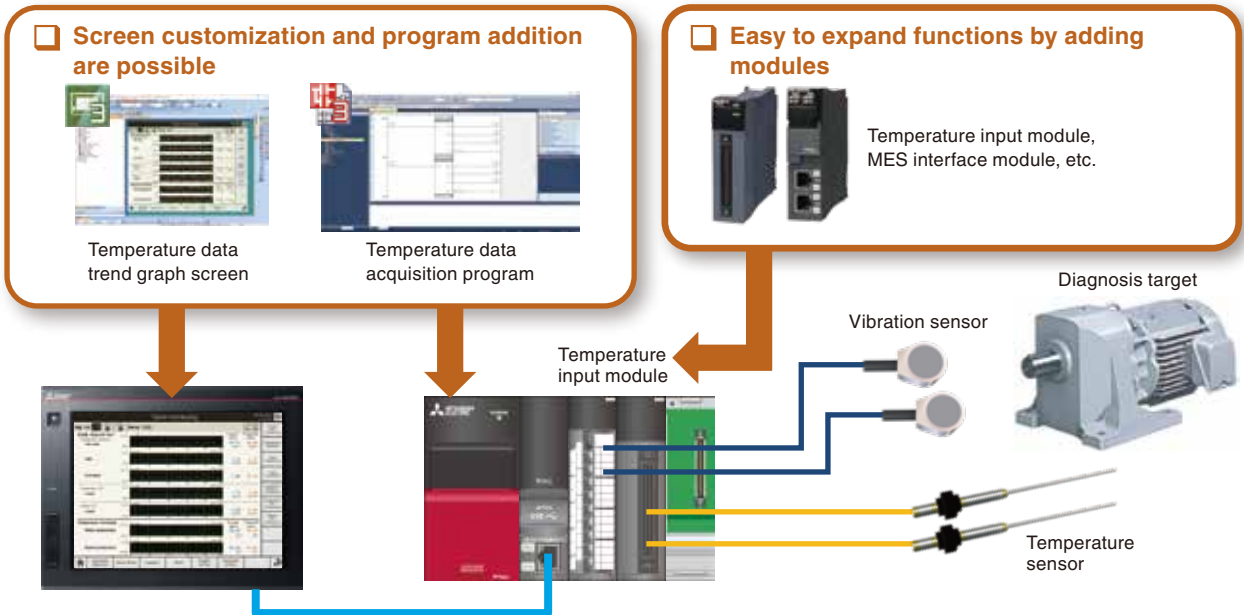 Screen customization and program addition
are possible
Temperature data
trend graph screen
Temperature data
acquisition program
Easy to expand functions by adding
modules
Temperature input module,
MES interface module, etc.
Diagnosis target
Vibration sensor
Temperature
input module
Temperature
sensor
MITSUBISHI
ELECTRIC